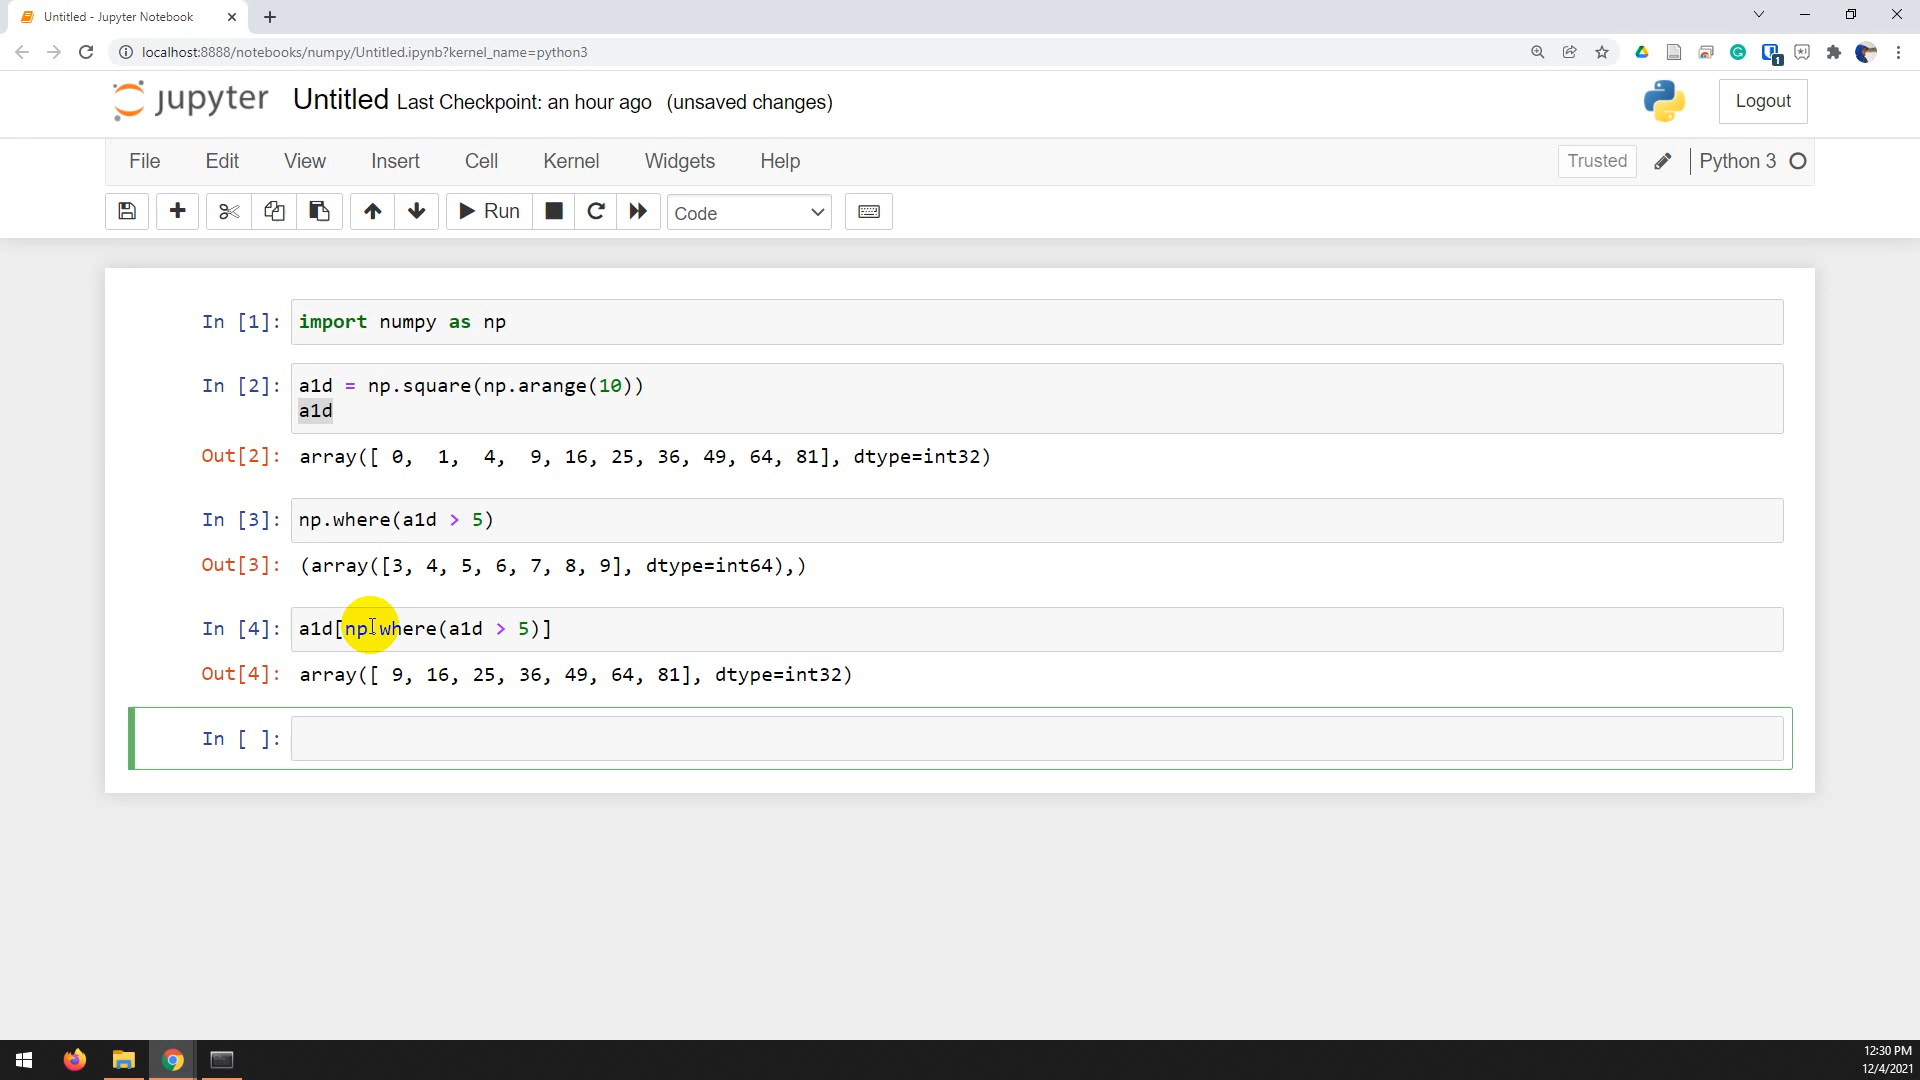 Untitled - Jupyter Notebook
localhost:8888/notebooks/numpy/Untitled.ipynb?kernel_name=python3
1
jupyter Untitled Last Checkpoint: an hour ago (unsaved changes)
Logout
File Edit View Insert Cell Kernel Widgets Help
Trusted Python 3
Run Code
In [1]: import numpy as np
In [2]: a1d = np.square(np.arange(10))
a1d
Out[2]: array([ 0,  1,  4,  9, 16, 25, 36, 49, 64, 81], dtype=int32)
In [3]: np.where(a1d > 5)
Out[3]: (array([3, 4, 5, 6, 7, 8, 9], dtype=int64),)
In [4]: a1d[np.where(a1d > 5)]
Out[4]: array([ 9, 16, 25, 36, 49, 64, 81], dtype=int32)
In [ ]:
12:30 PM
12/4/2021